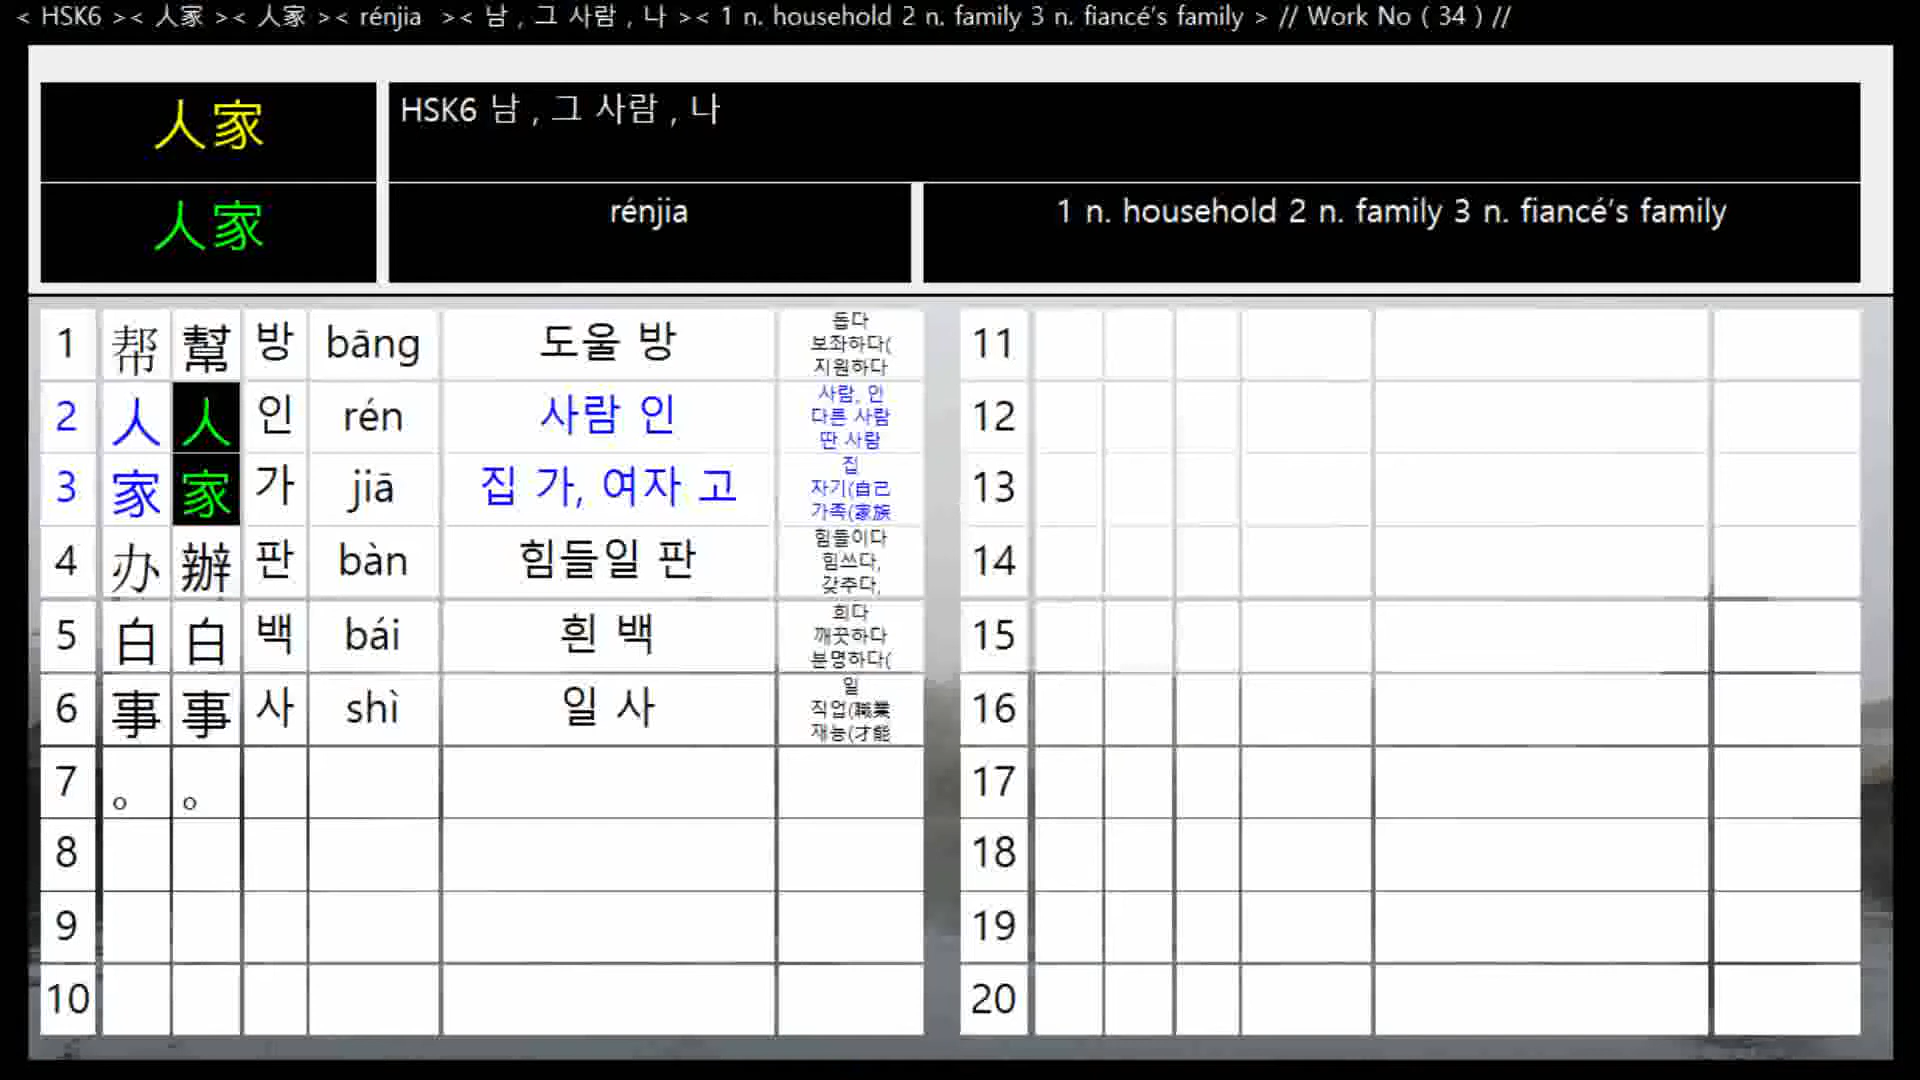 < HSK6 >< 人家 >< 人家 >< rénjia >< 남 , 그 사람 , 나 >< 1 n. household 2 n. family 3 n. fiancé's family > // Work No ( 34 ) //
人家
HSK6 남 , 그 사람 , 나
人家
rénjia
1 n. household 2 n. family 3 n. fiancé's family
1 帮 幫 방 bāng 도울 방
돕다
보좌하다(
지원하다
2 人 人 인 rén 사람 인
사람, 인
다른 사람
딴 사람
3 家 家 가 jiā 집 가, 여자 고
집
자기(自己
가족(家族
4 办 辦 판 bàn 힘들일 판
힘들이다
힘쓰다,
갖추다,
5 白 白 백 bái 흰 백
희다
깨끗하다
분명하다(
6 事 事 사 shì 일 사
일
직업(職業
재능(才能
7 。 。
8
9
10
11
12
13
14
15
16
17
18
19
20